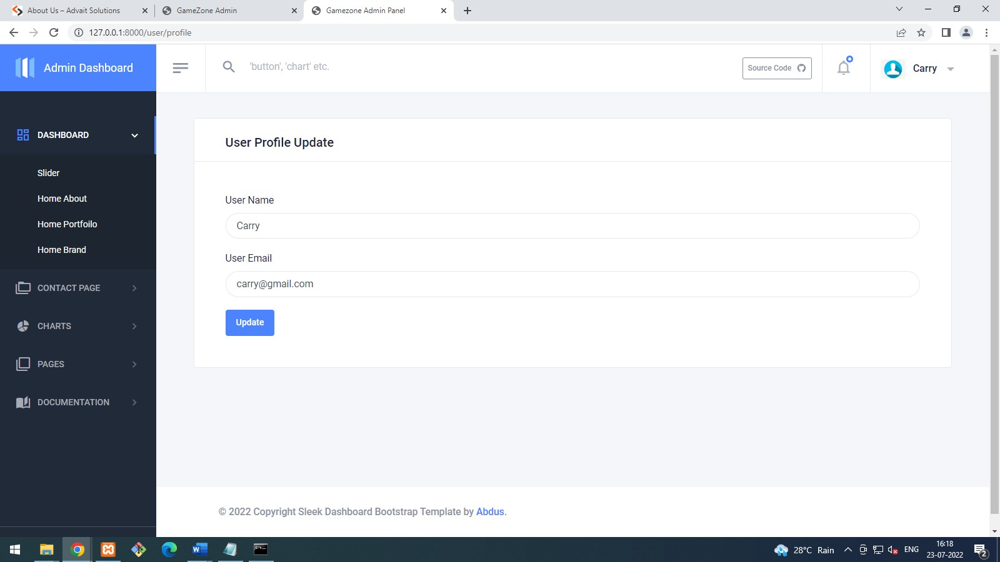 About Us – Advait Solutions
GameZone Admin
Gamezone Admin Panel
127.0.0.1:8000/user/profile
Admin Dashboard
'button', 'chart' etc.
Source Code
Carry
DASHBOARD
Slider
Home About
Home Portfoilo
Home Brand
CONTACT PAGE
CHARTS
PAGES
DOCUMENTATION
User Profile Update
User Name
Carry
User Email
carry@gmail.com
Update
© 2022 Copyright Sleek Dashboard Bootstrap Template by Abdus.
28°C Rain
ENG
16:18
23-07-2022
2